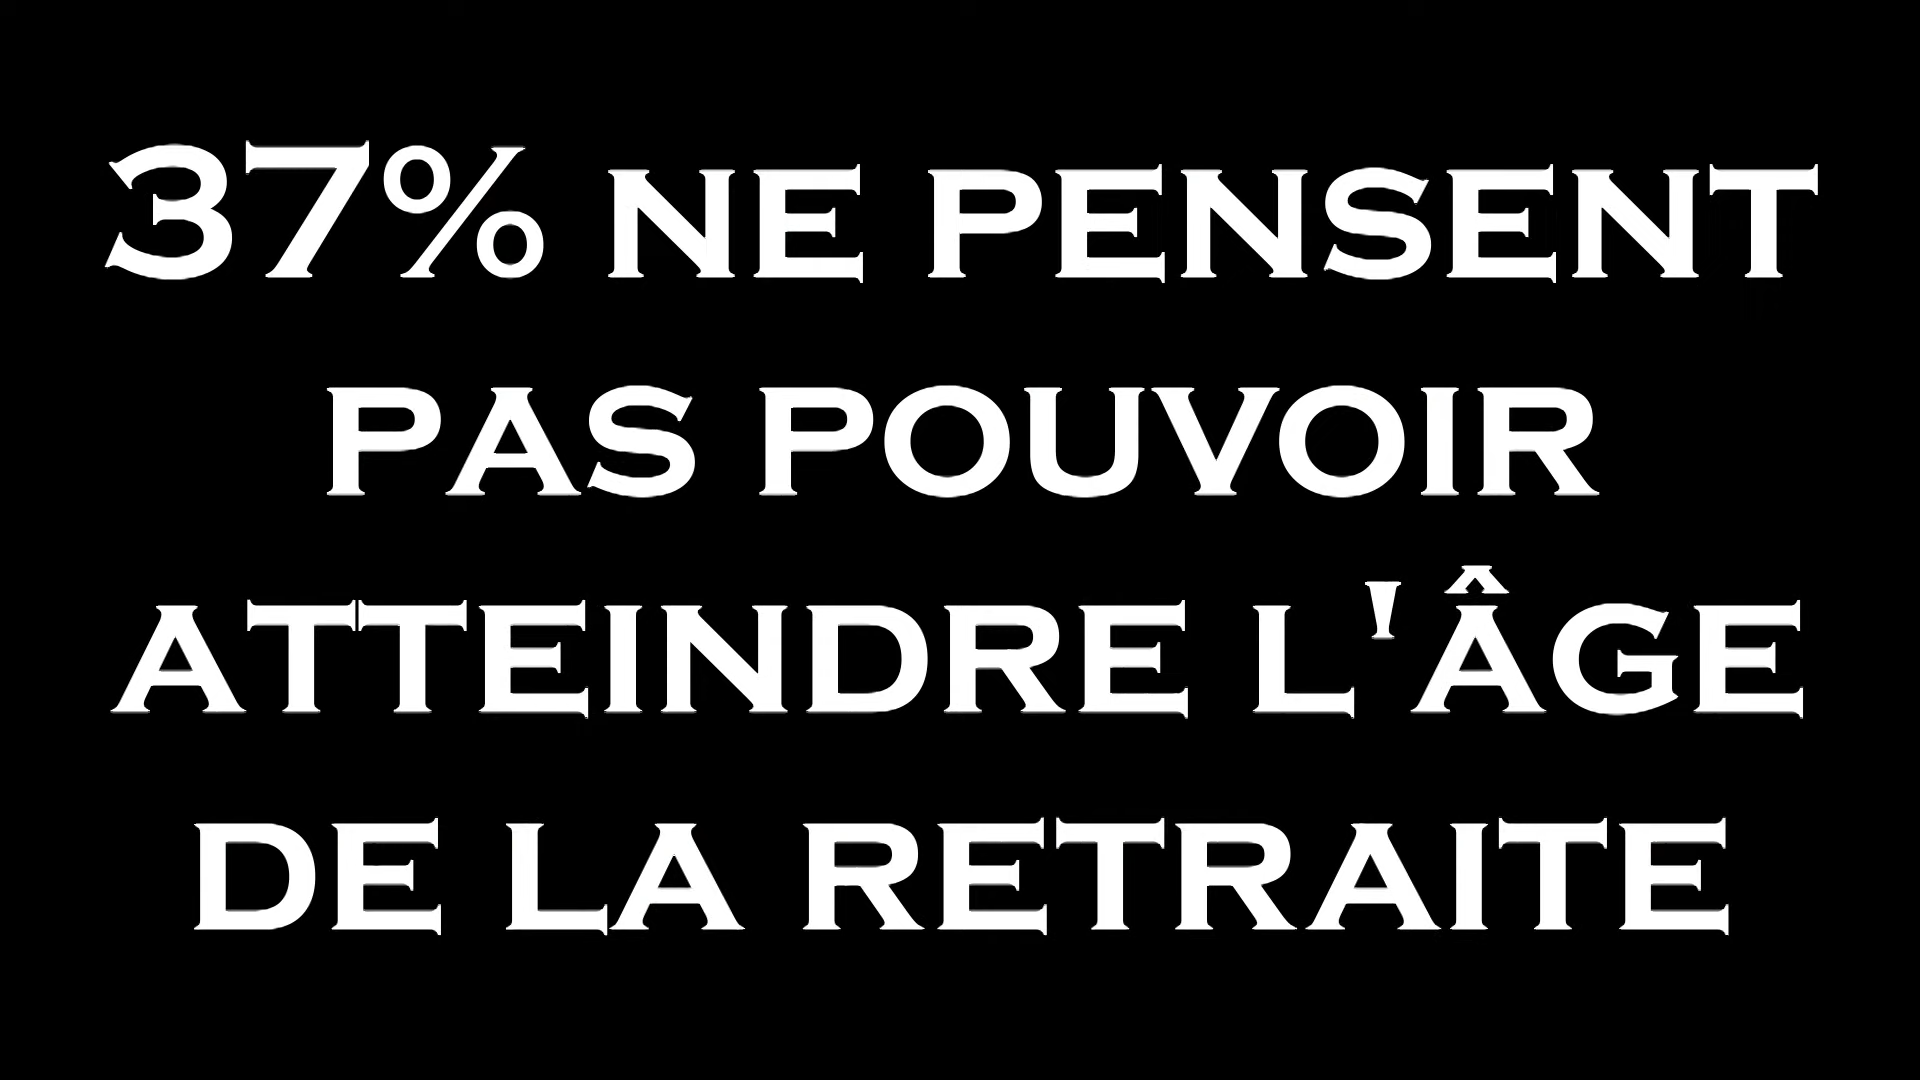 37% NE PENSENT
PAS POUVOIR
ATTEINDRE L'ÂGE
DE LA RETRAITE